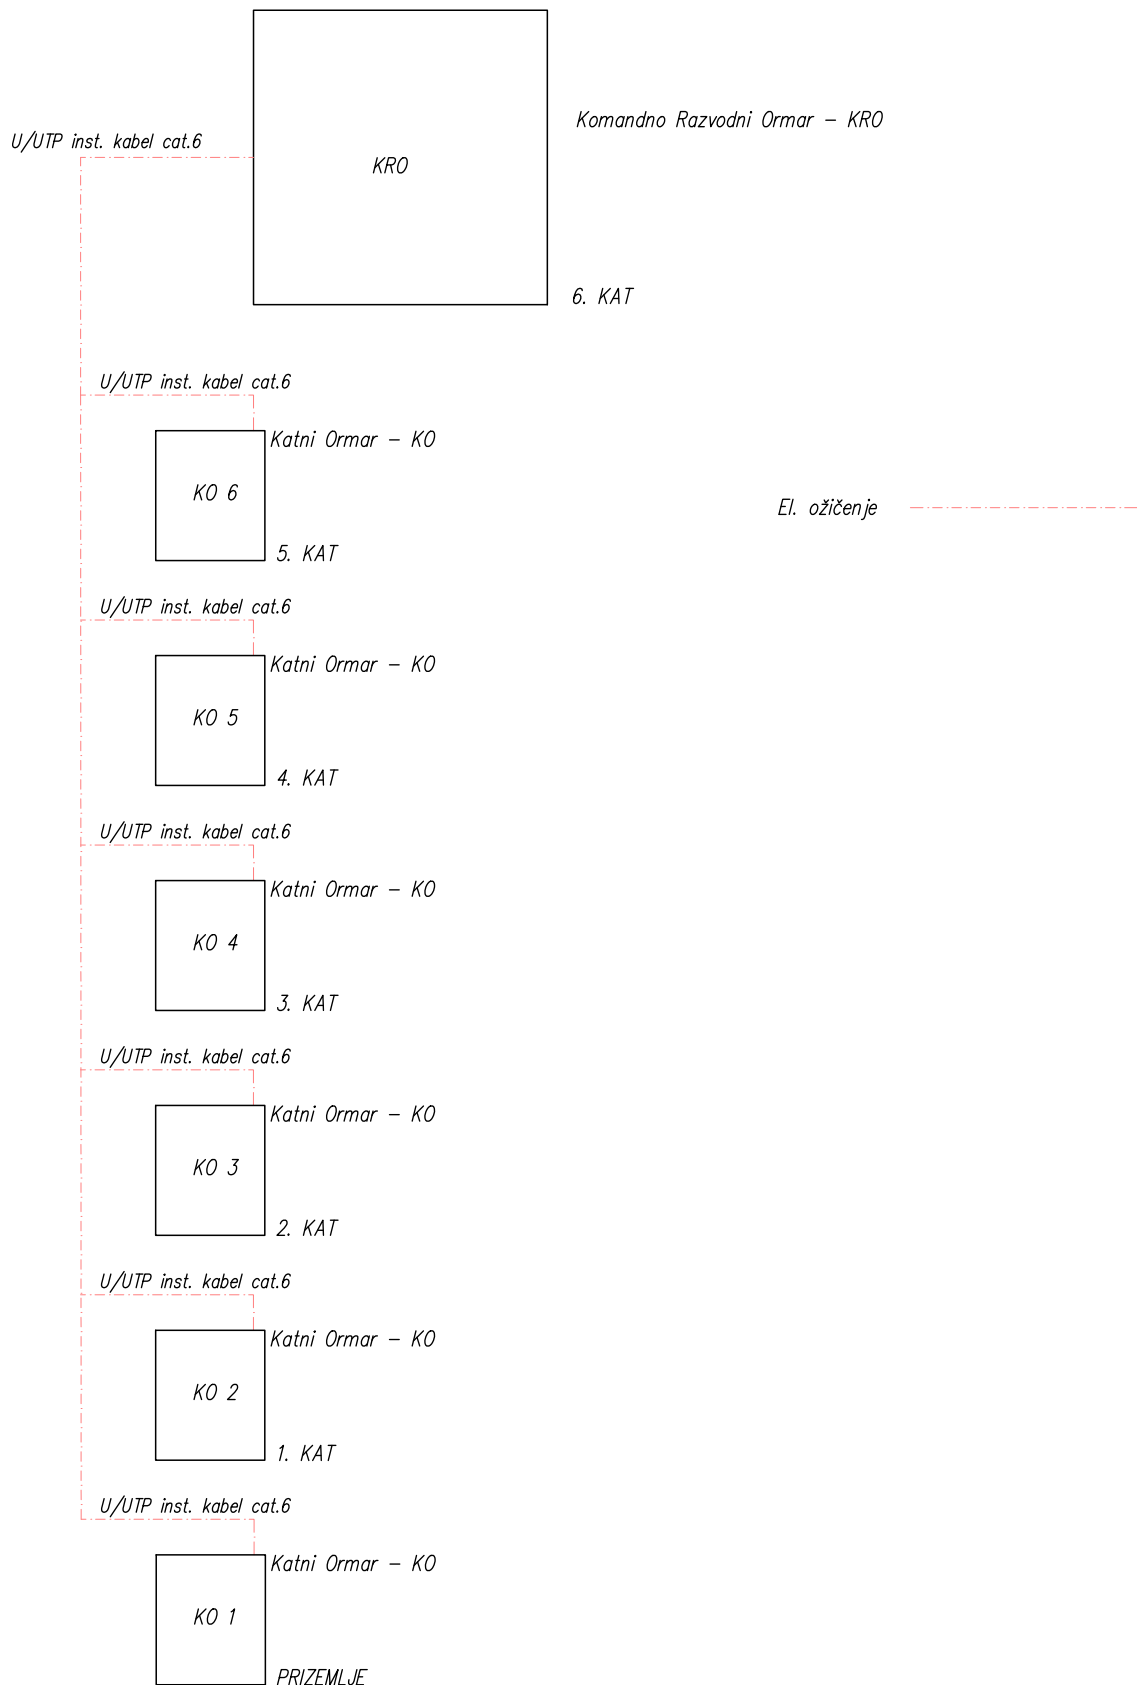 Komandno Razvodni Ormar - KRO
U/UTP inst. kabel cat.6
KRO
6. KAT
U/UTP inst. kabel cat.6
Katni Ormar - KO
KO 6
El. ožičenje
5. KAT
U/UTP inst. kabel cat.6
Katni Ormar - KO
KO 5
4. KAT
U/UTP inst. kabel cat.6
Katni Ormar - KO
KO 4
3. KAT
U/UTP inst. kabel cat.6
Katni Ormar - KO
KO 3
2. KAT
U/UTP inst. kabel cat.6
Katni Ormar - KO
KO 2
1. KAT
U/UTP inst. kabel cat.6
Katni Ormar - KO
KO 1
PRIZEMLJE